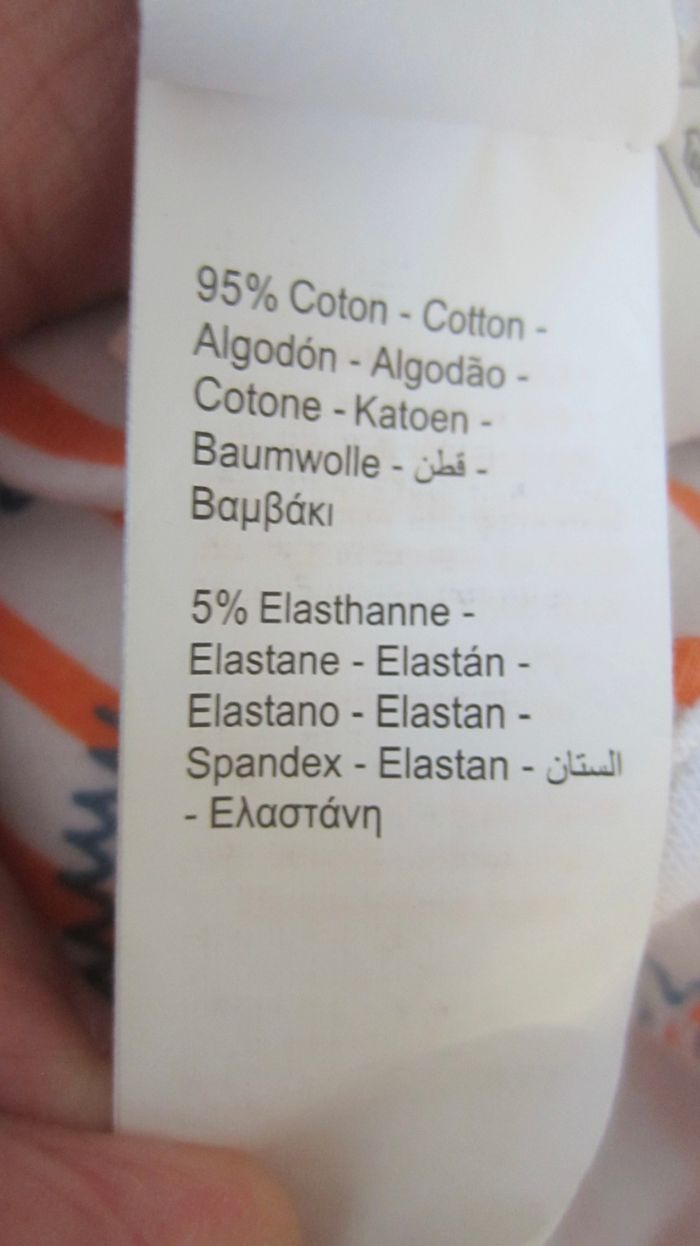 95% Coton - Cotton -
Algodón - Algodão -
Cotone - Katoen -
Baumwolle - قطن -
Βαμβάκι
5% Elasthanne -
Elastane - Elastán -
Elastano - Elastan -
Spandex - Elastan - الستان
- Ελαστάνη